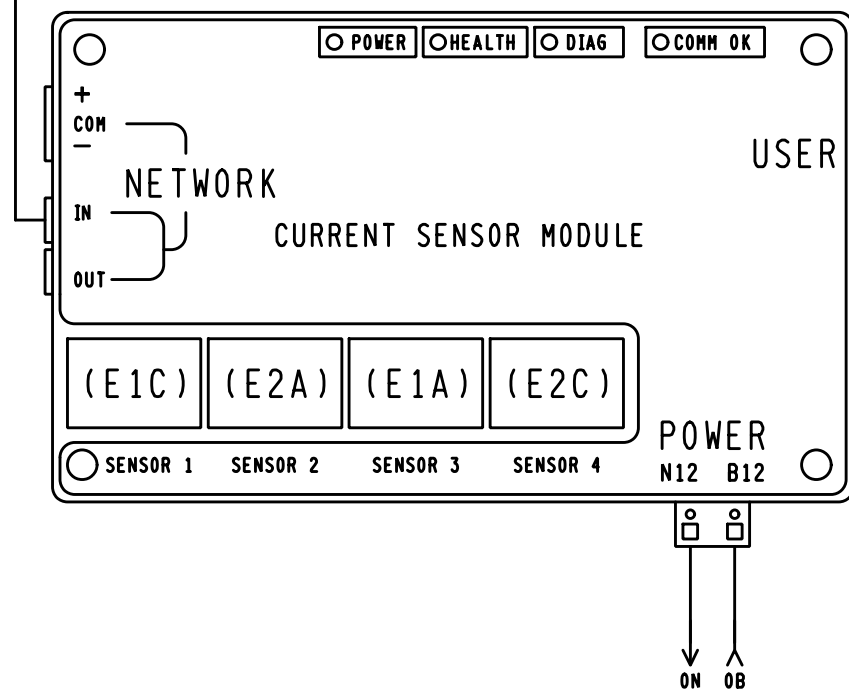 POWER HEALTH DIAG COMM OK
+
COM
−
USER
NETWORK
IN
CURRENT SENSOR MODULE
OUT
(E1C) (E2A) (E1A) (E2C)
POWER
SENSOR 1 SENSOR 2 SENSOR 3 SENSOR 4
N12 B12
ON OB